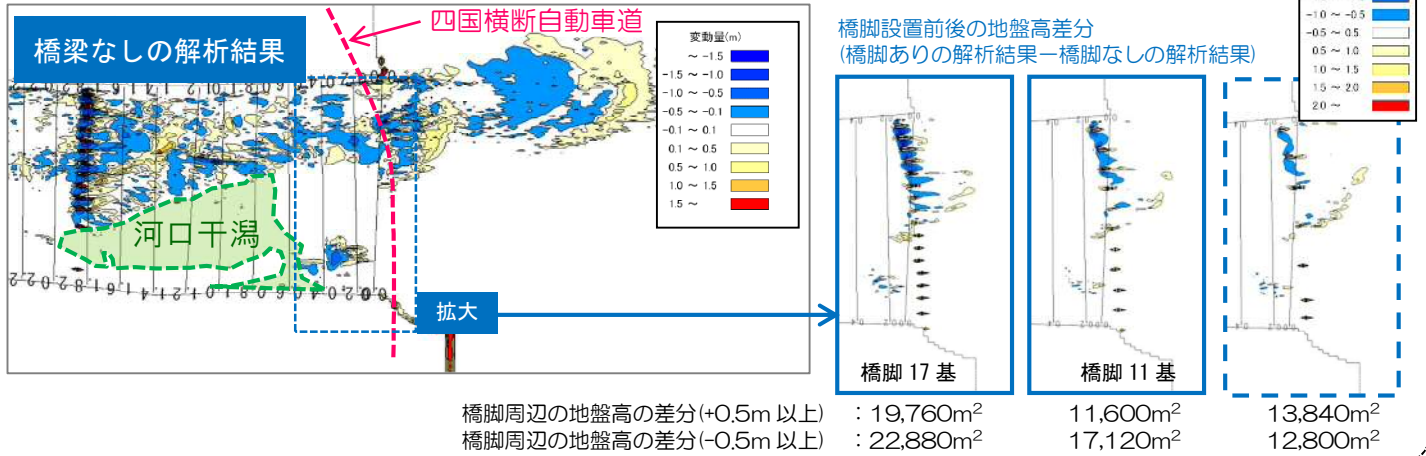 橋梁なしの解析結果
四国横断自動車道
変動量(m)
～ -1.5
-1.5 ～ -1.0
-1.0 ～ -0.5
-0.5 ～ -0.1
-0.1 ～ 0.1
0.1 ～ 0.5
0.5 ～ 1.0
1.0 ～ 1.5
1.5 ～
河口干潟
拡大
橋脚設置前後の地盤高差分
(橋脚ありの解析結果－橋脚なしの解析結果)
-1.0 ～ -0.5
-0.5 ～ 0.5
0.5 ～ 1.0
1.0 ～ 1.5
1.5 ～ 2.0
2.0 ～
橋脚 17 基
橋脚 11 基
橋脚周辺の地盤高の差分(+0.5m 以上) ：19,760m² 11,600m² 13,840m²
橋脚周辺の地盤高の差分(-0.5m 以上) ：22,880m² 17,120m² 12,800m²